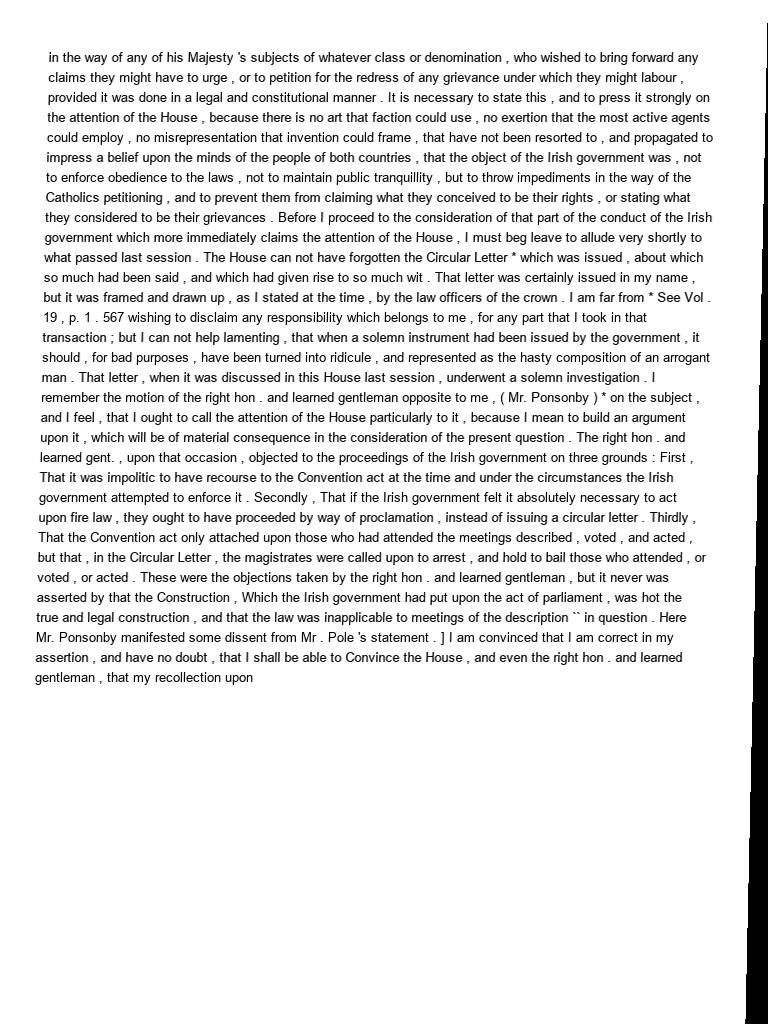 in the way of any of his Majesty 's subjects of whatever class or denomination , who wished to bring forward any
claims they might have to urge , or to petition for the redress of any grievance under which they might labour ,
provided it was done in a legal and constitutional manner . It is necessary to state this , and to press it strongly on
the attention of the House , because there is no art that faction could use , no exertion that the most active agents
could employ , no misrepresentation that invention could frame , that have not been resorted to , and propagated to
impress a belief upon the minds of the people of both countries , that the object of the Irish government was , not
to enforce obedience to the laws , not to maintain public tranquillity , but to throw impediments in the way of the
Catholics petitioning , and to prevent them from claiming what they conceived to be their rights , or stating what
they considered to be their grievances . Before I proceed to the consideration of that part of the conduct of the Irish
government which more immediately claims the attention of the House , I must beg leave to allude very shortly to
what passed last session . The House can not have forgotten the Circular Letter * which was issued , about which
so much had been said , and which had given rise to so much wit . That letter was certainly issued in my name ,
but it was framed and drawn up , as I stated at the time , by the law officers of the crown . I am far from * See Vol .
19 , p. 1 . 567 wishing to disclaim any responsibility which belongs to me , for any part that I took in that
transaction ; but I can not help lamenting , that when a solemn instrument had been issued by the government , it
should , for bad purposes , have been turned into ridicule , and represented as the hasty composition of an arrogant
man . That letter , when it was discussed in this House last session , underwent a solemn investigation . I
remember the motion of the right hon . and learned gentleman opposite to me , ( Mr. Ponsonby ) * on the subject ,
and I feel , that I ought to call the attention of the House particularly to it , because I mean to build an argument
upon it , which will be of material consequence in the consideration of the present question . The right hon . and
learned gent. , upon that occasion , objected to the proceedings of the Irish government on three grounds : First ,
That it was impolitic to have recourse to the Convention act at the time and under the circumstances the Irish
government attempted to enforce it . Secondly , That if the Irish government felt it absolutely necessary to act
upon fire law , they ought to have proceeded by way of proclamation , instead of issuing a circular letter . Thirdly ,
That the Convention act only attached upon those who had attended the meetings described , voted , and acted ,
but that , in the Circular Letter , the magistrates were called upon to arrest , and hold to bail those who attended , or
voted , or acted . These were the objections taken by the right hon . and learned gentleman , but it never was
asserted by that the Construction , Which the Irish government had put upon the act of parliament , was hot the
true and legal construction , and that the law was inapplicable to meetings of the description `` in question . Here
Mr. Ponsonby manifested some dissent from Mr . Pole 's statement . ] I am convinced that I am correct in my
assertion , and have no doubt , that I shall be able to Convince the House , and even the right hon . and learned
gentleman , that my recollection upon